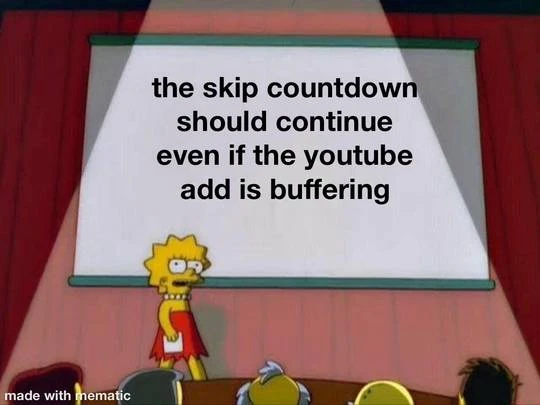 the skip countdown
should continue
even if the youtube
add is buffering
made with mematic